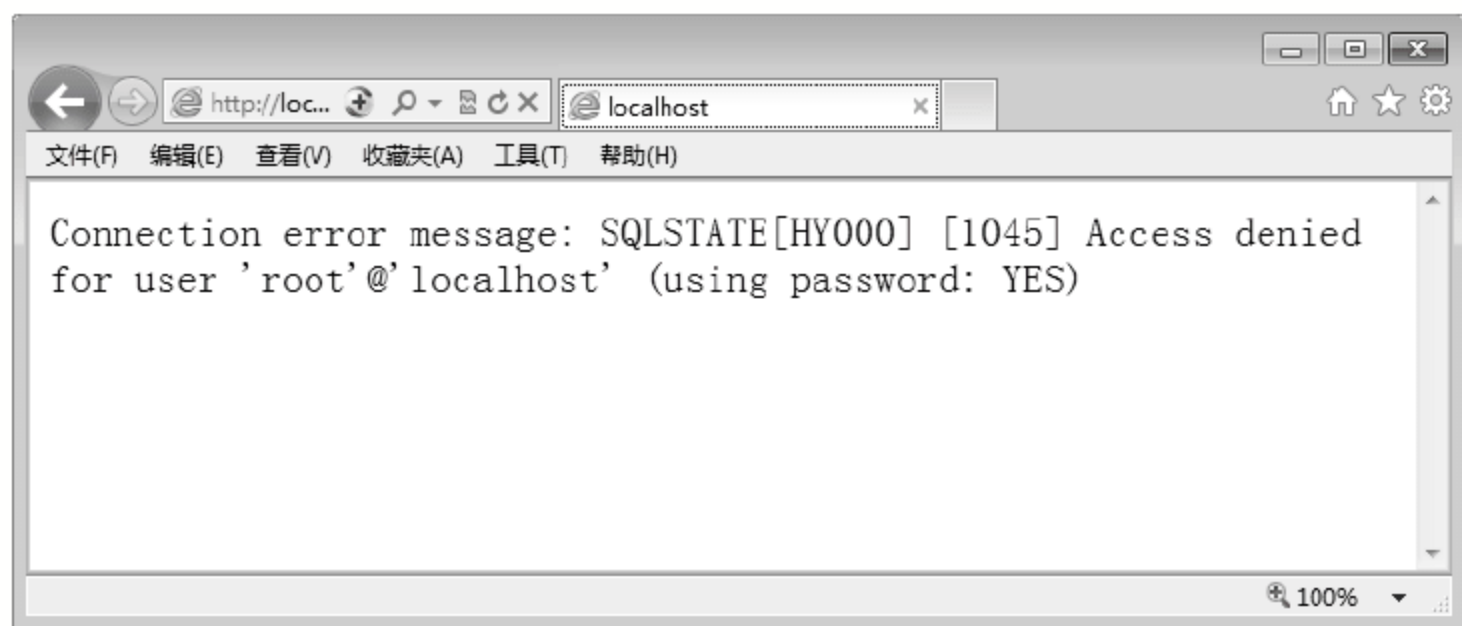 http://loc...
localhost
文件(F) 编辑(E) 查看(V) 收藏夹(A) 工具(T) 帮助(H)
Connection error message: SQLSTATE[HY000] [1045] Access denied
for user 'root'@'localhost' (using password: YES)
100%